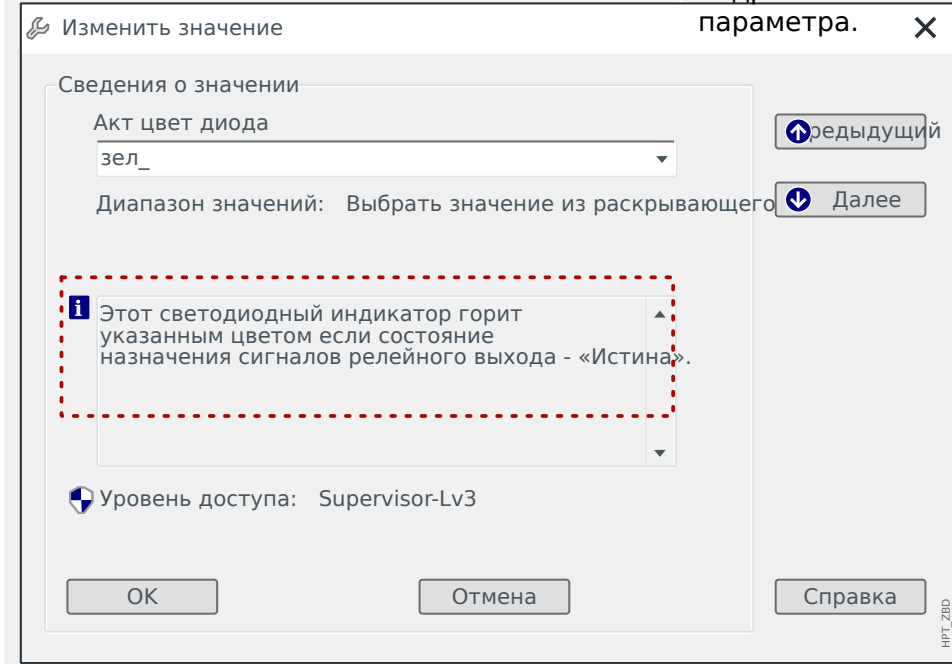 параметра.
Изменить значение
Сведения о значении
Акт цвет диода
зел_
Диапазон значений: Выбрать значение из раскрывающего
редыдущий
Далее
i
Этот светодиодный индикатор горит
указанным цветом если состояние
назначения сигналов релейного выхода - «Истина».
Уровень доступа: Supervisor-Lv3
OK
Отмена
Справка
HPT_ZBD